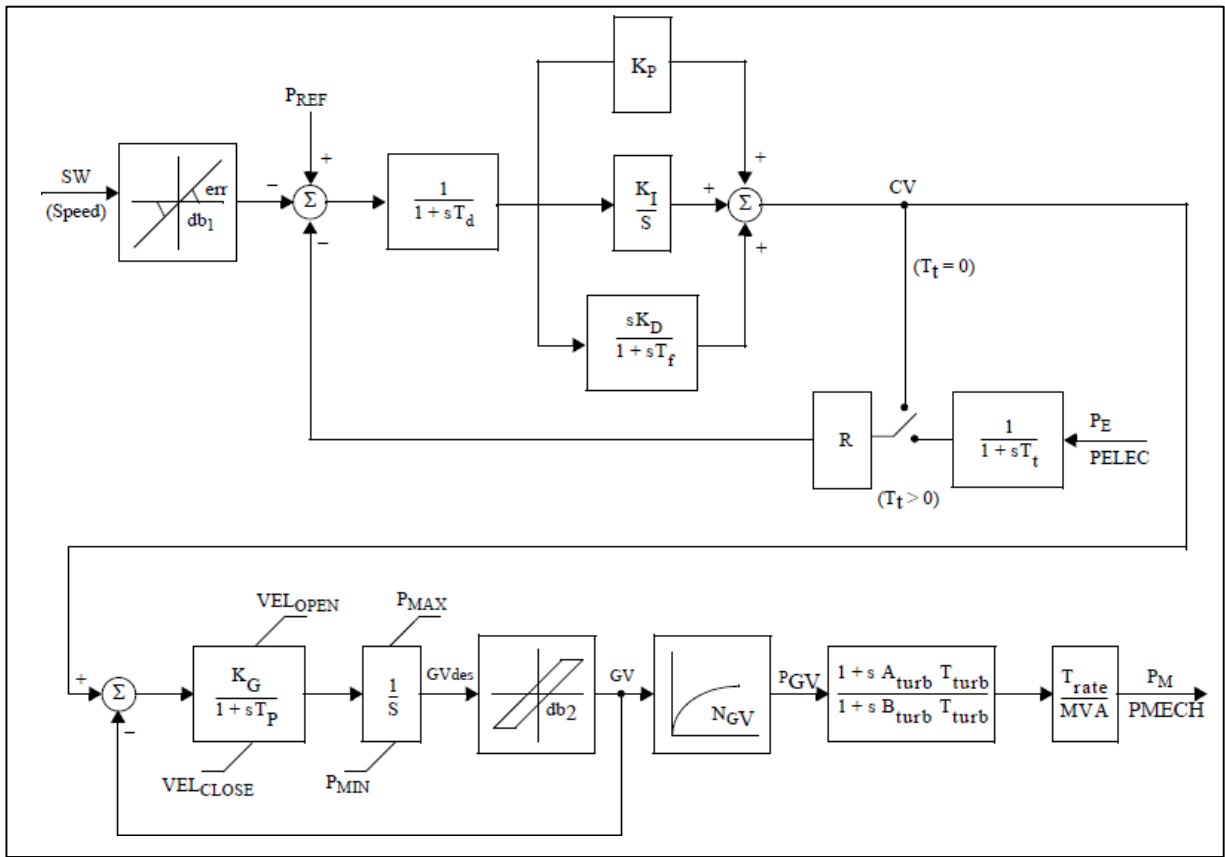 P_REF
SW
(Speed)
err
db_1
+
−
−
Σ
1
1 + sT_d
K_P
K_I
S
sK_D
1 + sT_f
+
+
+
Σ
CV
(T_t = 0)
R
(T_t > 0)
1
1 + sT_t
P_E
PELEC
+
−
Σ
VEL_OPEN
K_G
1 + sT_P
VEL_CLOSE
P_MAX
1
S
P_MIN
GVdes
db_2
GV
N_GV
P_GV
1 + s A_turb T_turb
1 + s B_turb T_turb
T_rate
MVA
P_M
PMECH